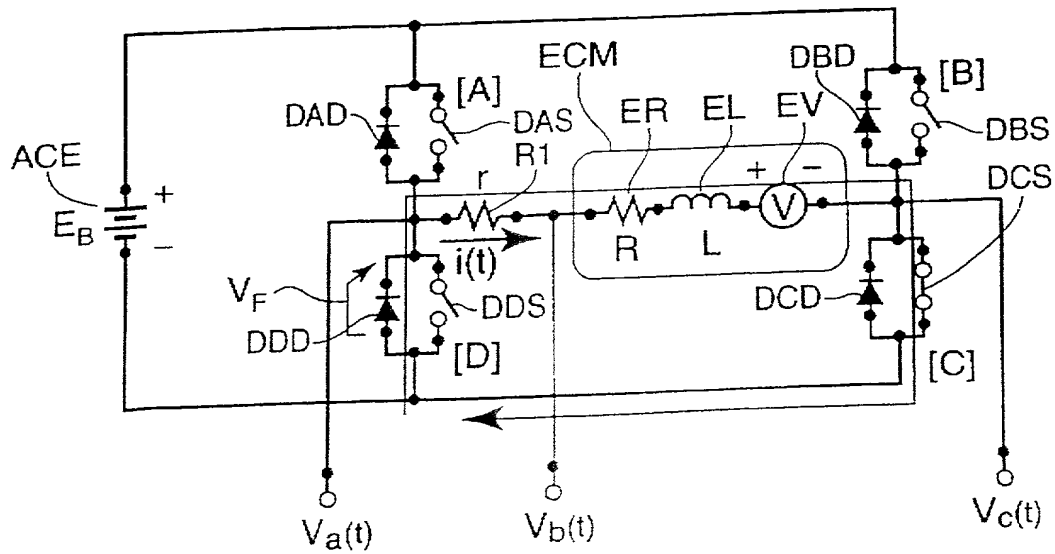 ECM
DBD
[B]
[A]
DAD
DAS
ER
EL
EV
DBS
ACE
R1
r
+
−
DCS
+
E_B
−
V
i(t)
R
L
V_F
DDS
DCD
DDD
[D]
[C]
V_a(t)
V_b(t)
V_c(t)